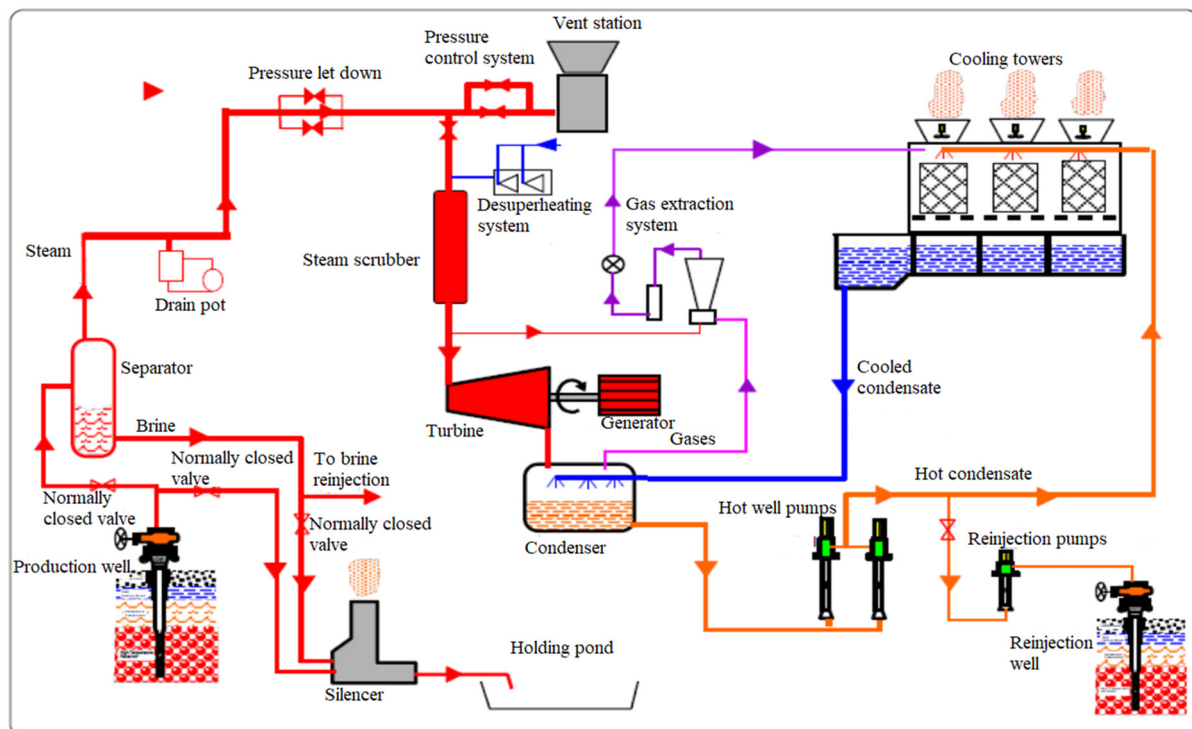 Vent station
Pressure
control system
Pressure let down
Cooling towers
Desuperheating
system
Gas extraction
system
Steam
Steam scrubber
Drain pot
Separator
Cooled
condensate
Brine
Turbine
Generator
Gases
Normally closed
valve
To brine
reinjection
Normally
closed valve
Hot condensate
Hot well pumps
Normally closed
valve
Condenser
Reinjection pumps
Production well
Holding pond
Reinjection
well
Silencer